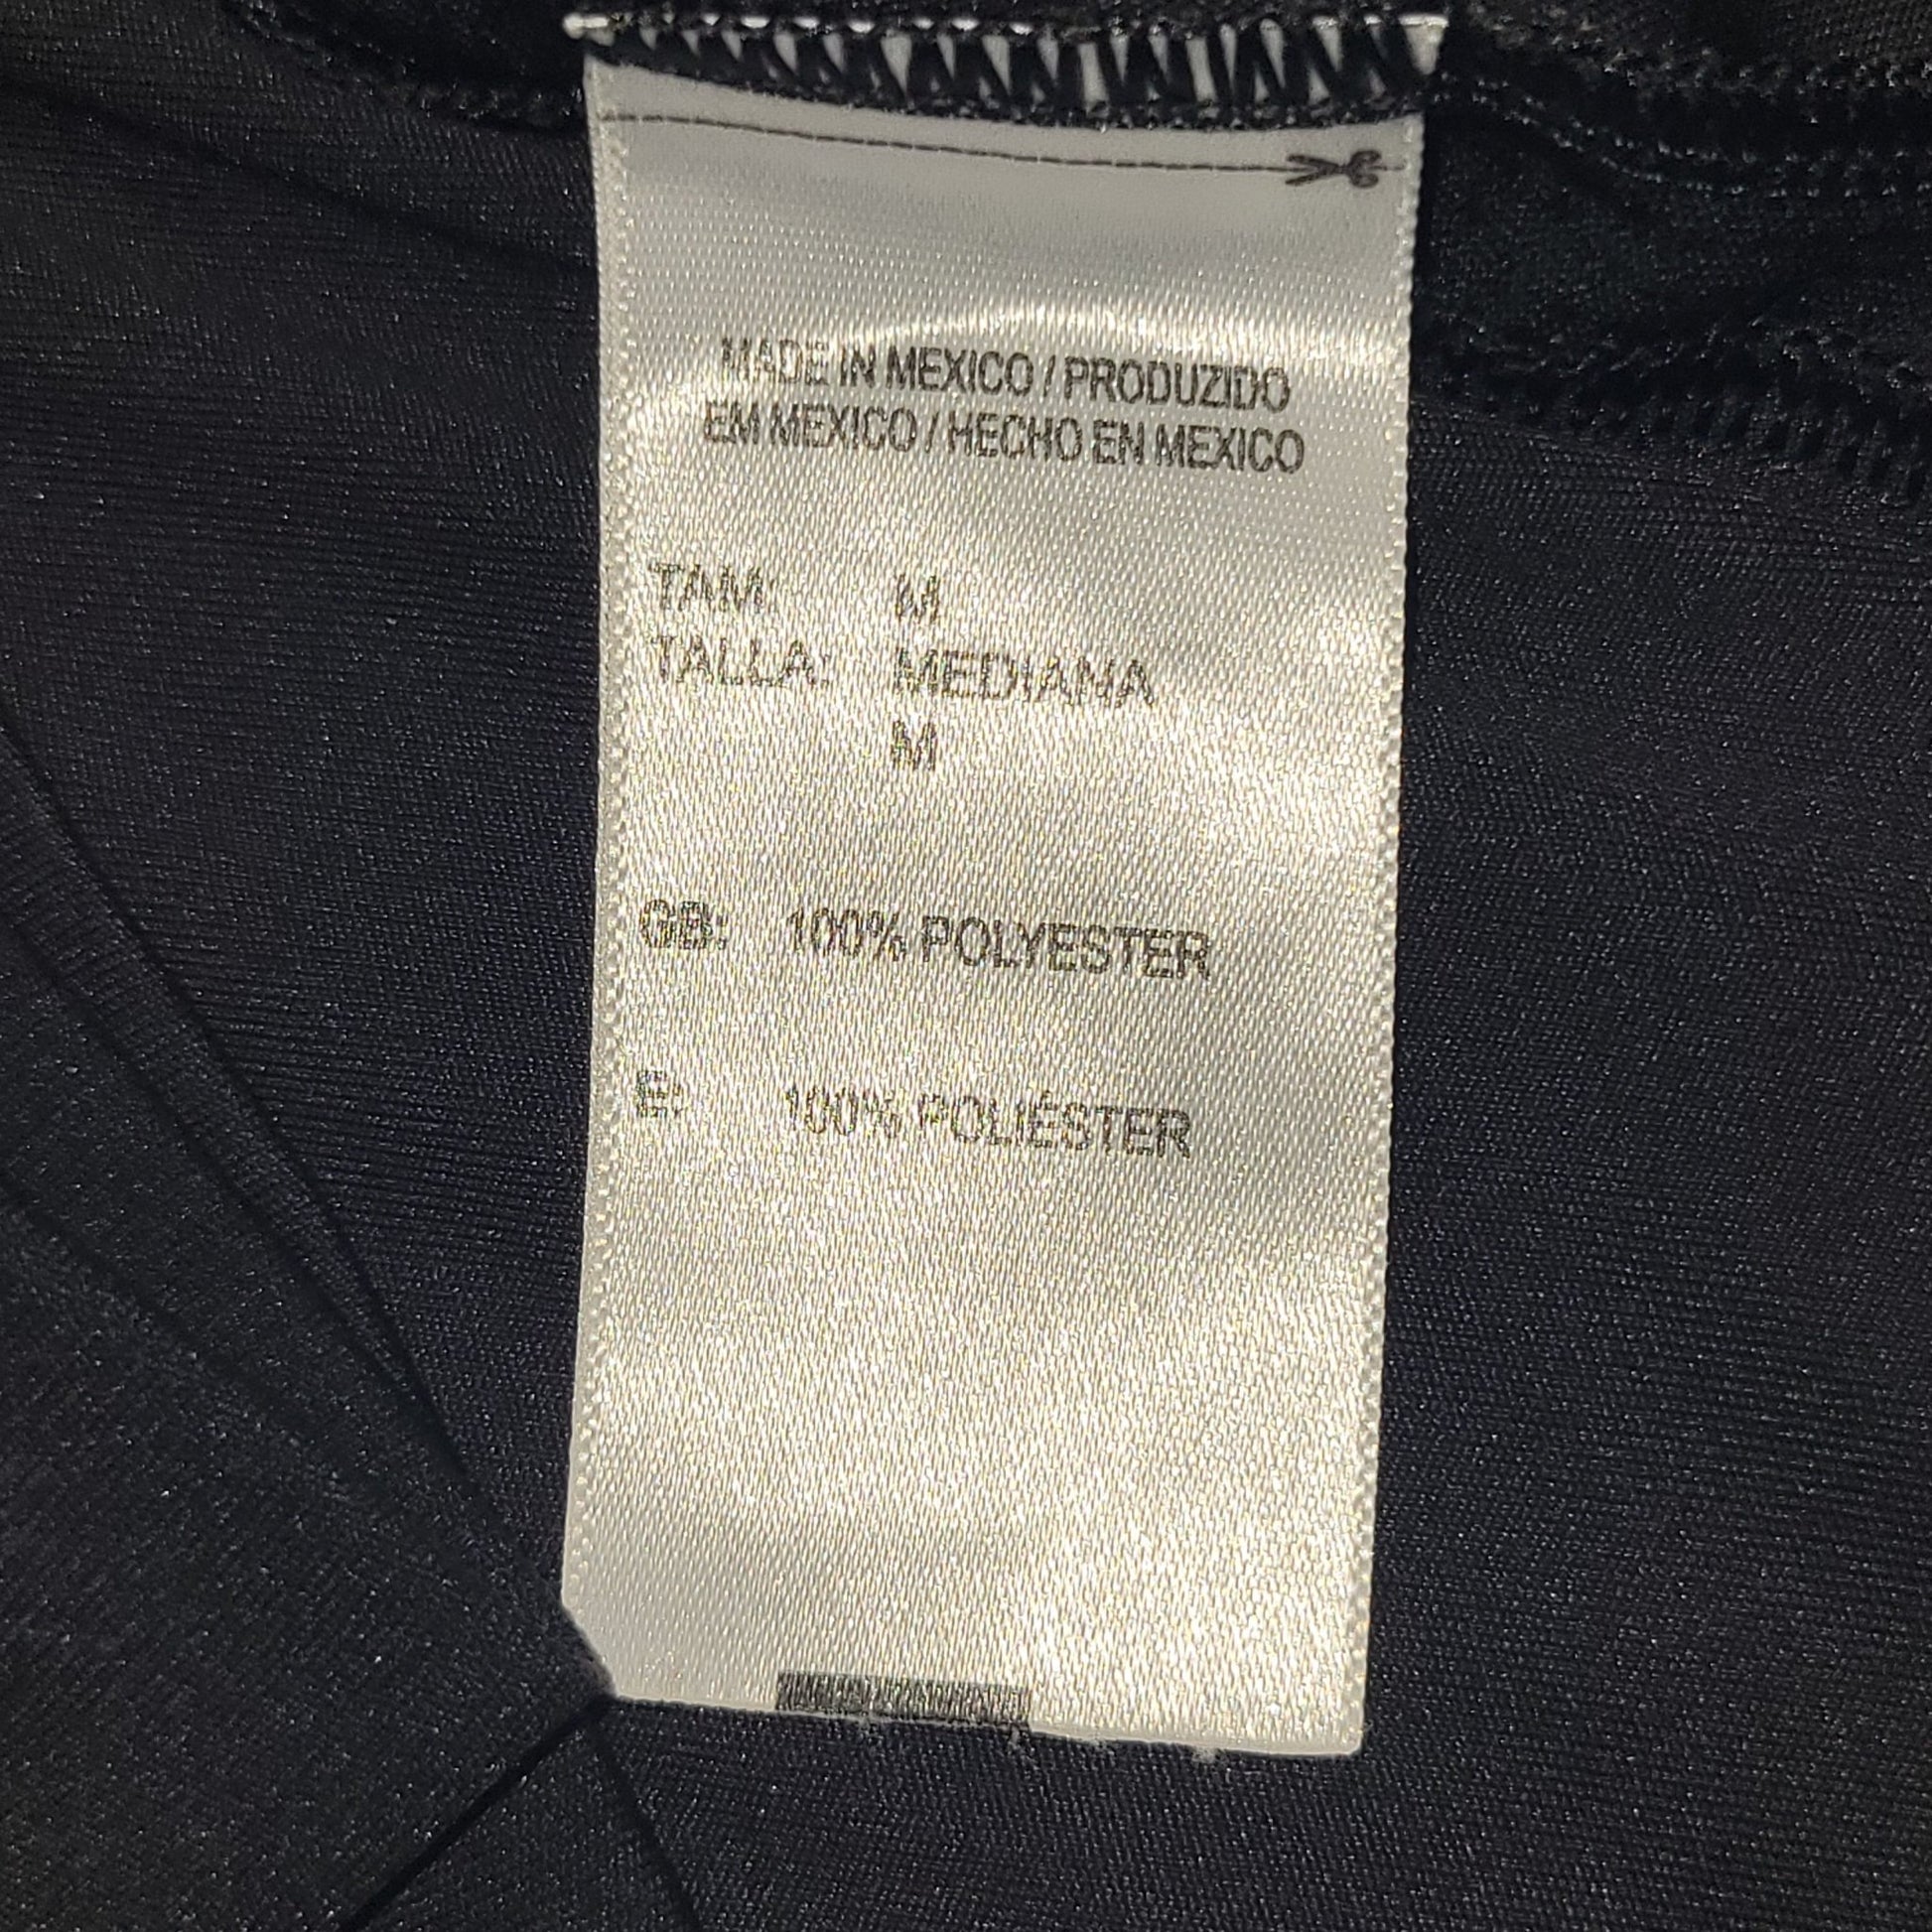 MADE IN MEXICO / PRODUZIDO
EM MEXICO / HECHO EN MEXICO
TAM: M
TALLA: MEDIANA
M
GB: 100% POLYESTER
E: 100% POLIÉSTER